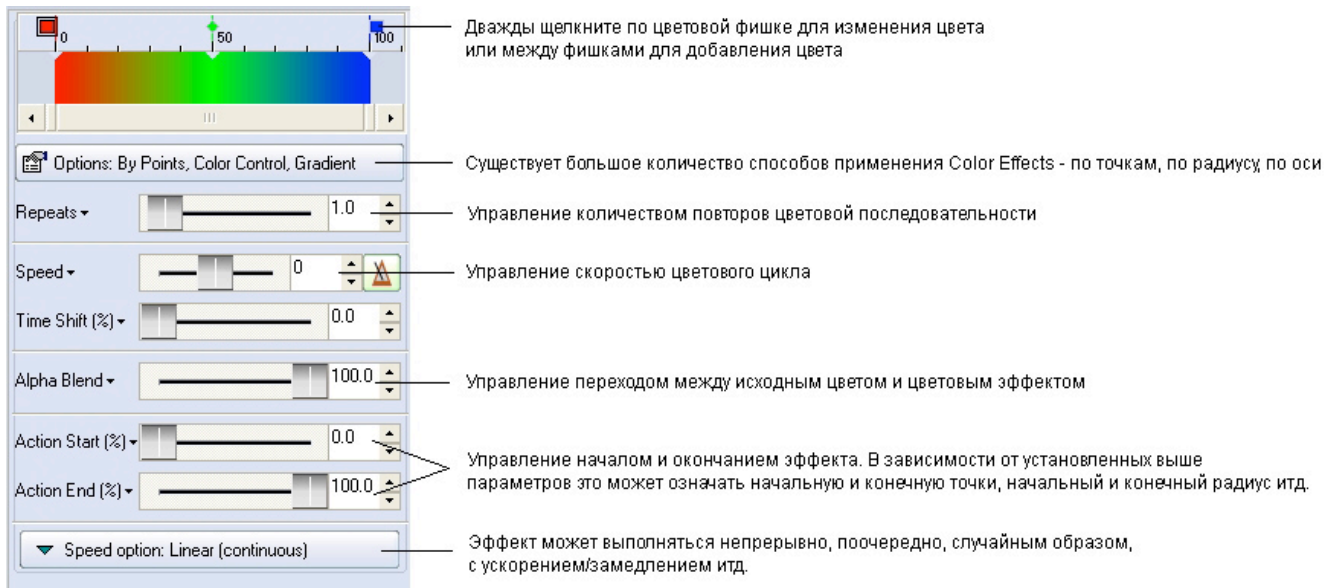 0 50 100
Дважды щелкните по цветовой фишке для изменения цвета
или между фишками для добавления цвета
Options: By Points, Color Control, Gradient
Существует большое количество способов применения Color Effects - по точкам, по радиусу, по оси
Repeats 1.0
Управление количеством повторов цветовой последовательности
Speed 0
Управление скоростью цветового цикла
Time Shift (%) 0.0
Alpha Blend 100.0
Управление переходом между исходным цветом и цветовым эффектом
Action Start (%) 0.0
Action End (%) 100.0
Управление началом и окончанием эффекта. В зависимости от установленных выше
параметров это может означать начальную и конечную точки, начальный и конечный радиус итд.
Speed option: Linear (continuous)
Эффект может выполняться непрерывно, поочередно, случайным образом,
с ускорением/замедлением итд.